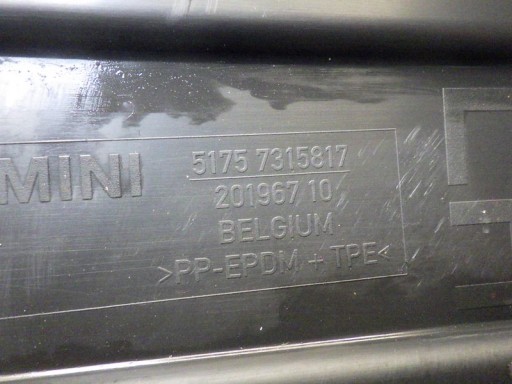 MINI
5175 7315817
201967 10
BELGIUM
>PP-EPDM + TPE<